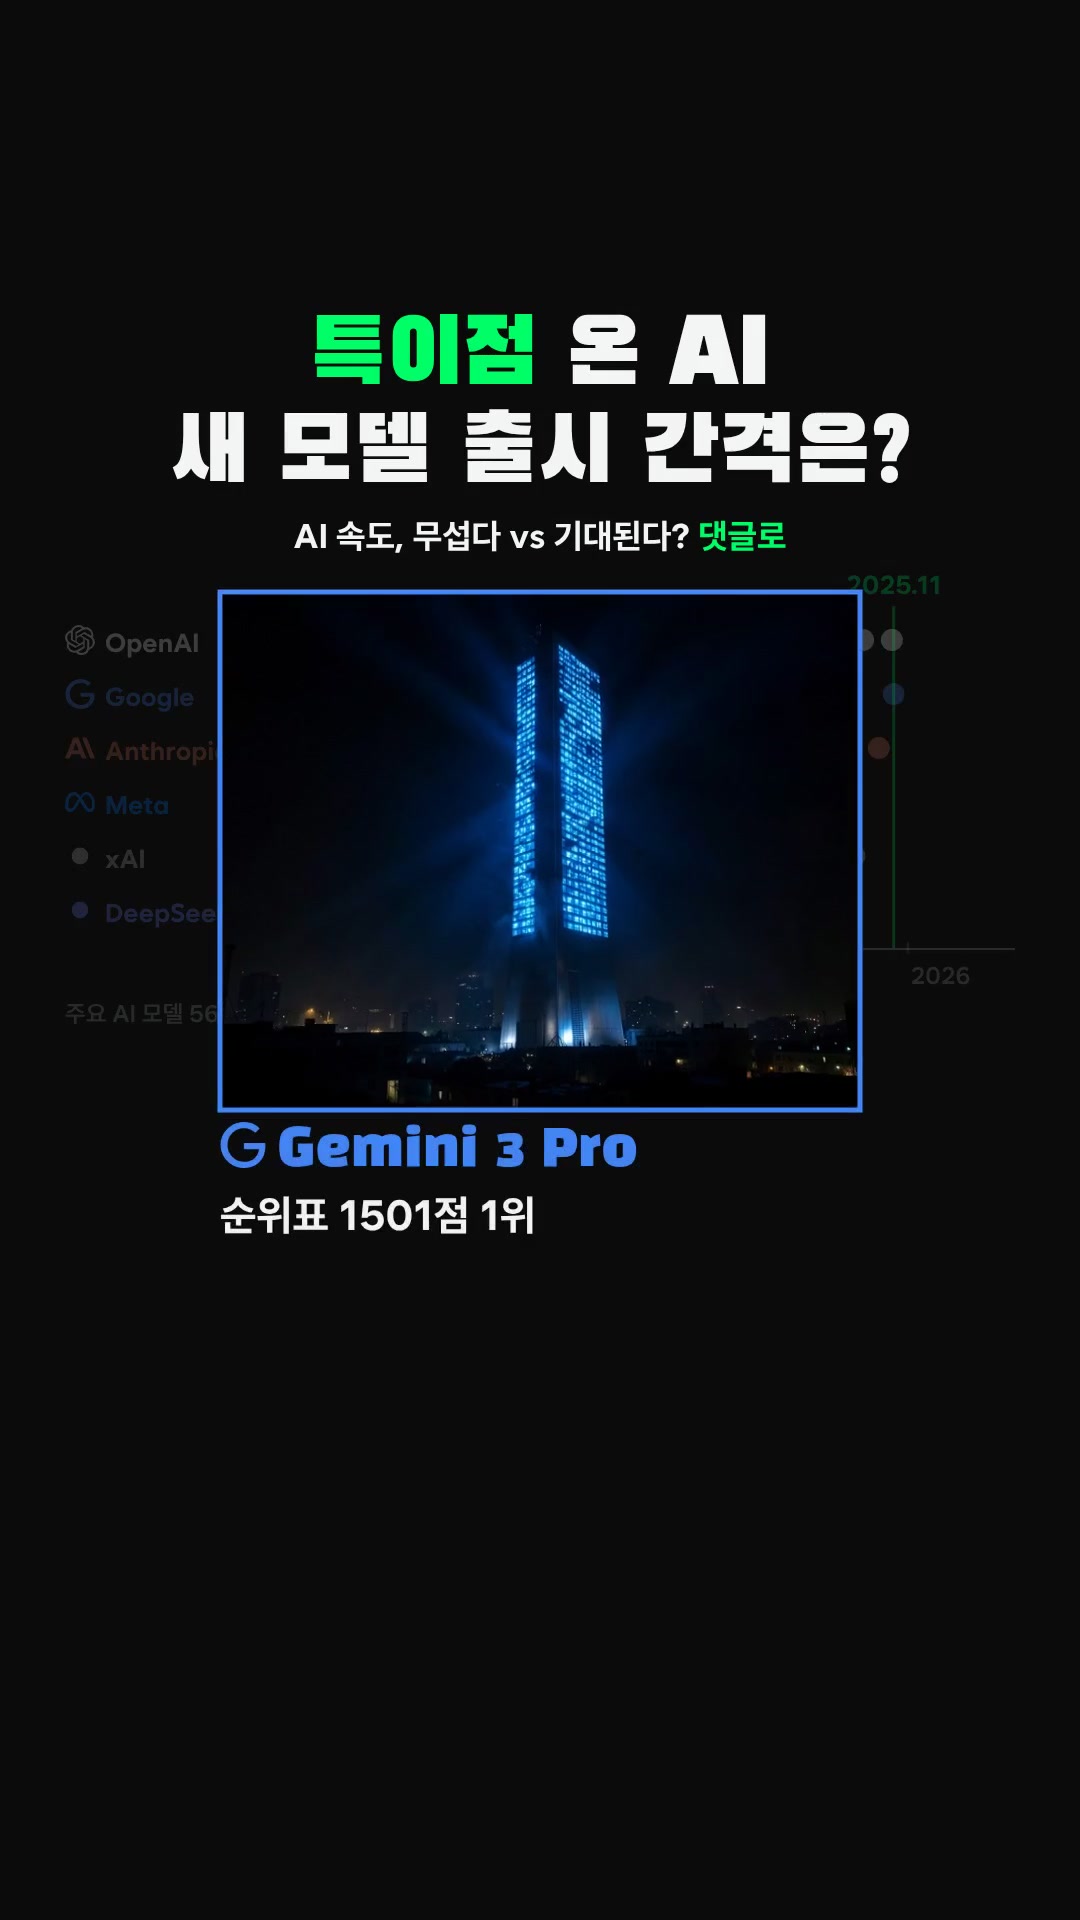 특이점 온 AI
새 모델 출시 간격은?
AI 속도, 무섭다 vs 기대된다? 댓글로
2025.11
OpenAI
Google
Anthropi
Meta
xAI
DeepSee
2026
주요 AI 모델 56
Gemini 3 Pro
순위표 1501점 1위